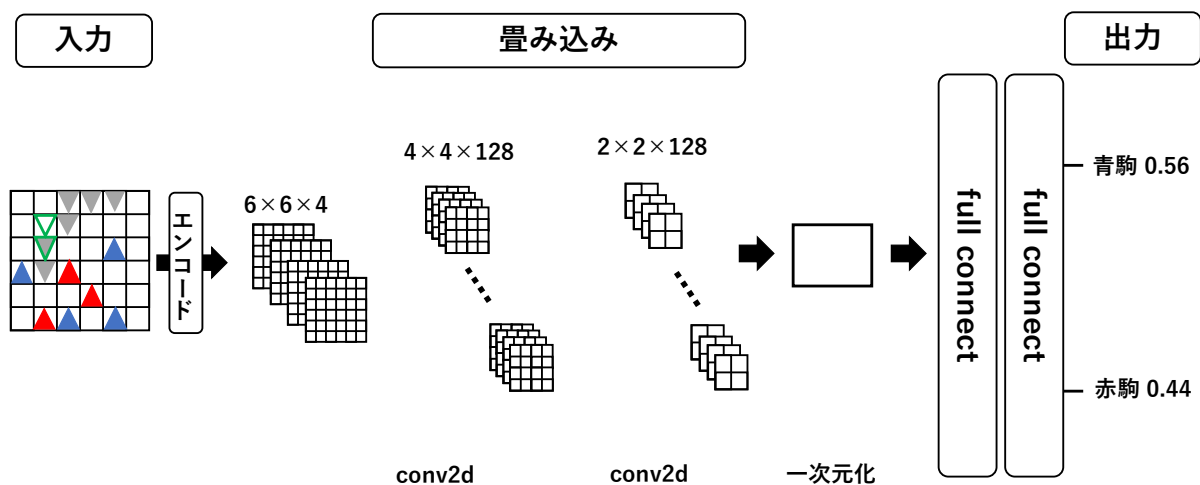 入力
畳み込み
出力
エンコード
6×6×4
4×4×128
2×2×128
full connect
full connect
青駒 0.56
赤駒 0.44
conv2d
conv2d
一次元化